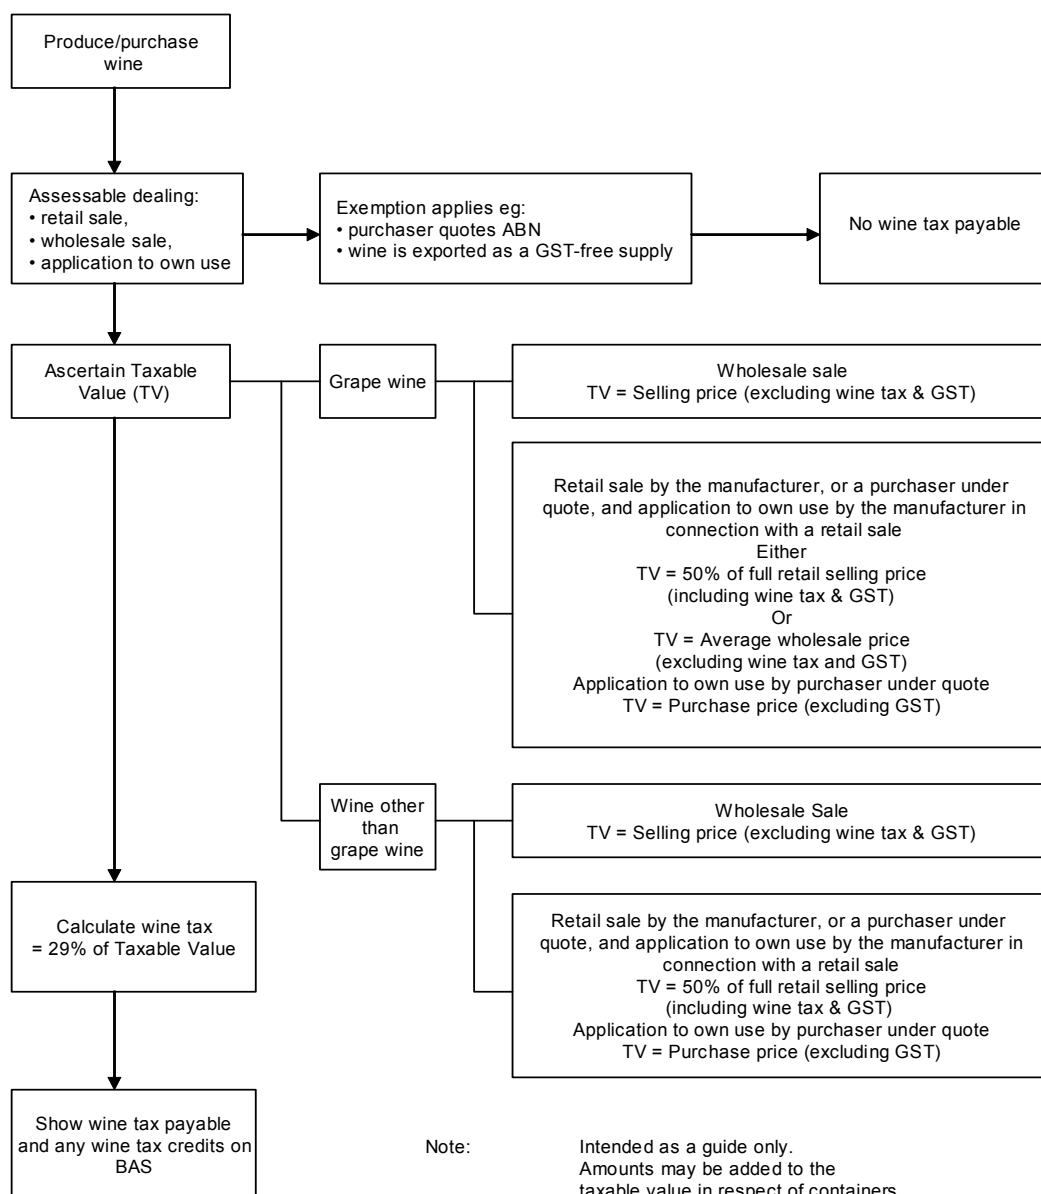 Produce/purchase
wine
Assessable dealing:
• retail sale,
• wholesale sale,
• application to own use
Exemption applies eg:
• purchaser quotes ABN
• wine is exported as a GST-free supply
No wine tax payable
Ascertain Taxable
Value (TV)
Grape wine
Wholesale sale
TV = Selling price (excluding wine tax & GST)
Retail sale by the manufacturer, or a purchaser under
quote, and application to own use by the manufacturer in
connection with a retail sale
Either
TV = 50% of full retail selling price
(including wine tax & GST)
Or
TV = Average wholesale price
(excluding wine tax and GST)
Application to own use by purchaser under quote
TV = Purchase price (excluding GST)
Wine other
than
grape wine
Wholesale Sale
TV = Selling price (excluding wine tax & GST)
Calculate wine tax
= 29% of Taxable Value
Retail sale by the manufacturer, or a purchaser under
quote, and application to own use by the manufacturer in
connection with a retail sale
TV = 50% of full retail selling price
(including wine tax & GST)
Application to own use by purchaser under quote
TV = Purchase price (excluding GST)
Show wine tax payable
and any wine tax credits on
BAS
Note:
Intended as a guide only.
Amounts may be added to the
taxable value in respect of containers